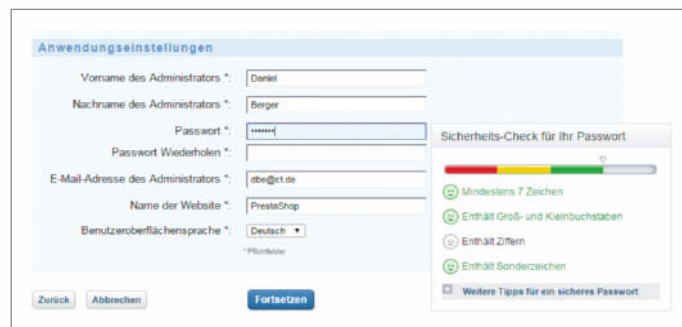 Anwendungseinstellungen
Vorname des Administrators *:
Daniel
Nachname des Administrators *:
Berger
Passwort *:
•••••••
Passwort Wiederholen *:
E-Mail-Adresse des Administrators *:
dbe@ct.de
Name der Website *:
PrestaShop
Benutzeroberflächensprache *:
Deutsch
*Pflichtfelder
Zurück
Abbrechen
Fortsetzen
Sicherheits-Check für Ihr Passwort
Mindestens 7 Zeichen
Enthält Groß- und Kleinbuchstaben
Enthält Ziffern
Enthält Sonderzeichen
Weitere Tipps für ein sicheres Passwort